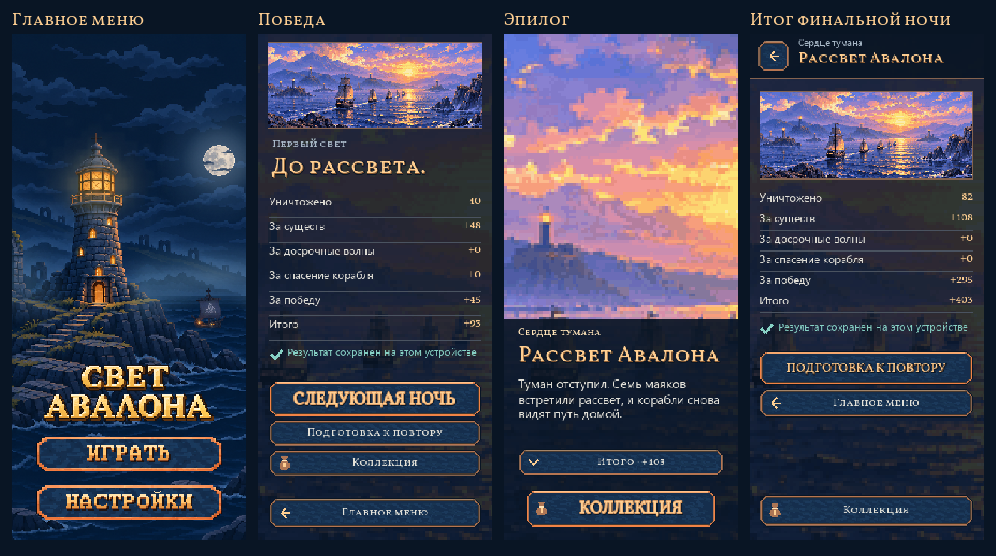 Главное меню
СВЕТ
АВАЛОНА
ИГРАТЬ
НАСТРОЙКИ
Победа
Первый свет
До рассвета.
Уничтожено 40
За существ +48
За досрочные волны +0
За спасение корабля +0
За победу +45
Итого +93
Результат сохранен на этом устройстве
СЛЕДУЮЩАЯ НОЧЬ
Подготовка к повтору
Коллекция
Главное меню
Эпилог
Сердце тумана
Рассвет Авалона
Туман отступил. Семь маяков
встретили рассвет, и корабли снова
видят путь домой.
Итого +403
КОЛЛЕКЦИЯ
Итог финальной ночи
Сердце тумана
Рассвет Авалона
Уничтожено 82
За существ +108
За досрочные волны +0
За спасение корабля +0
За победу +295
Итого +403
Результат сохранен на этом устройстве
ПОДГОТОВКА К ПОВТОРУ
Главное меню
Коллекция